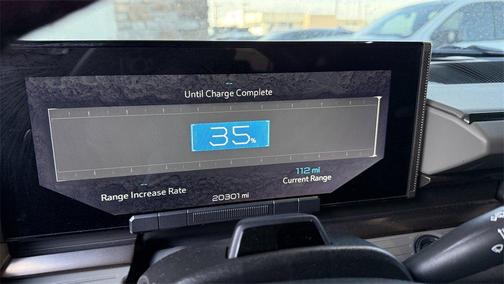 --
Until Charge Complete
35%
--
Range Increase Rate
20301 mi
112 mi
Current Range